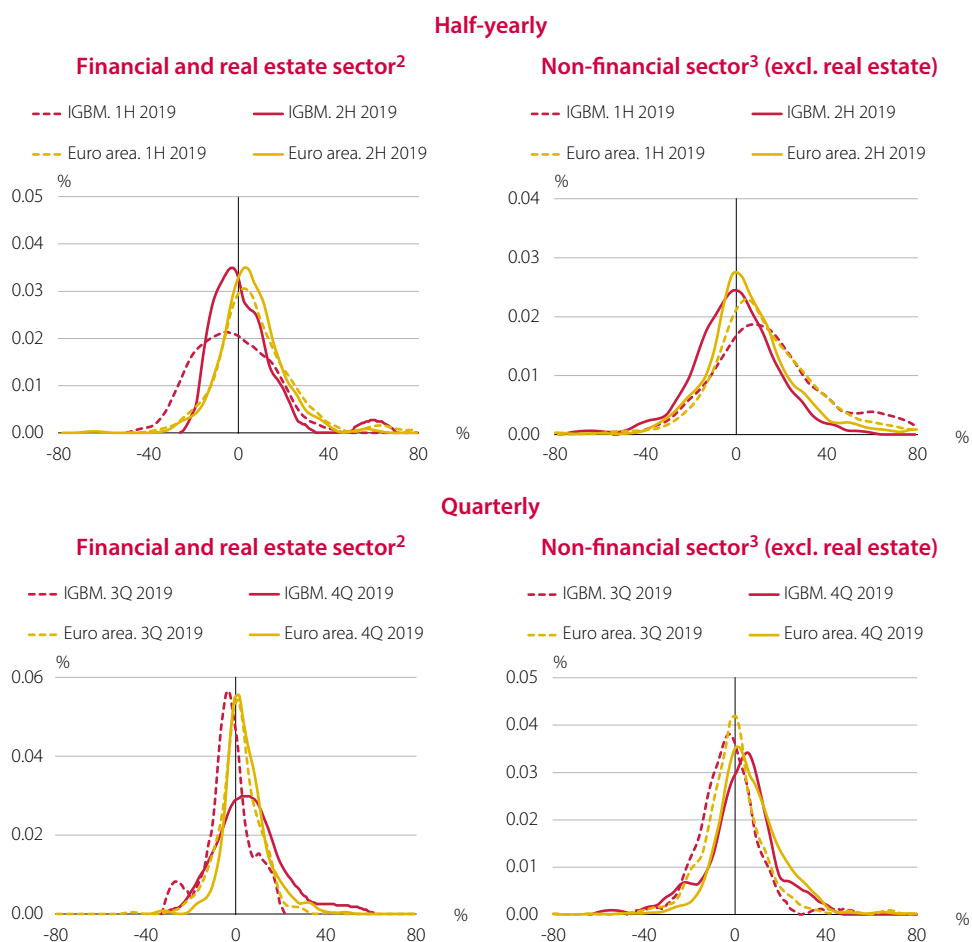 Half-yearly
Financial and real estate sector2
Non-financial sector3 (excl. real estate)
IGBM. 1H 2019
IGBM. 2H 2019
Euro area. 1H 2019
Euro area. 2H 2019
IGBM. 1H 2019
IGBM. 2H 2019
Euro area. 1H 2019
Euro area. 2H 2019
%
0.05
0.04
0.03
0.02
0.01
0.00
-80 -40 0 40 80
%
%
0.04
0.03
0.02
0.01
0.00
-80 -40 0 40 80
%
Quarterly
Financial and real estate sector2
Non-financial sector3 (excl. real estate)
IGBM. 3Q 2019
IGBM. 4Q 2019
Euro area. 3Q 2019
Euro area. 4Q 2019
IGBM. 3Q 2019
IGBM. 4Q 2019
Euro area. 3Q 2019
Euro area. 4Q 2019
%
0.06
0.04
0.02
0.00
-80 -40 0 40 80
%
%
0.05
0.04
0.03
0.02
0.01
0.00
-80 -40 0 40 80
%